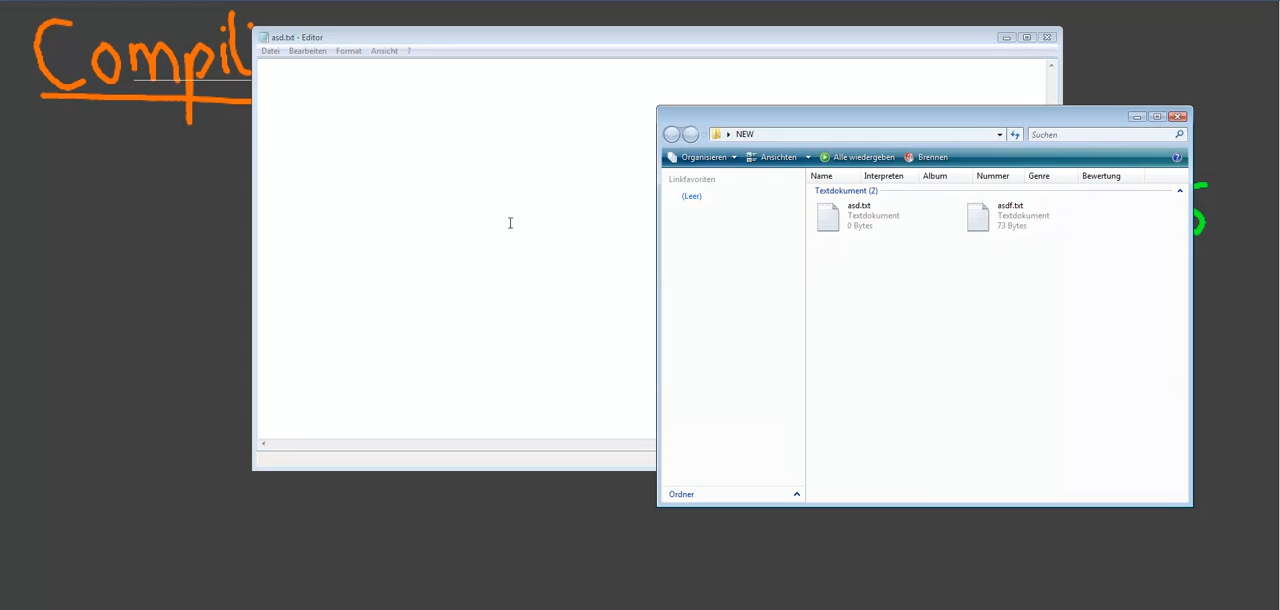 Compil
asd.txt - Editor
Datei Bearbeiten Format Ansicht ?
NEW
Suchen
Organisieren Ansichten Alle wiedergeben Brennen
Linkfavoriten
(Leer)
Name Interpreten Album Nummer Genre Bewertung
Textdokument (2)
asd.txt
Textdokument
0 Bytes
asdf.txt
Textdokument
73 Bytes
Ordner